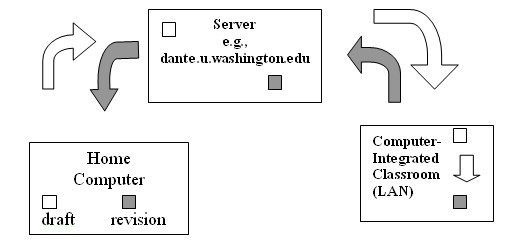 Server
e.g.,
dante.u.washington.edu
Home
Computer
draft revision
Computer-
Integrated
Classroom
(LAN)